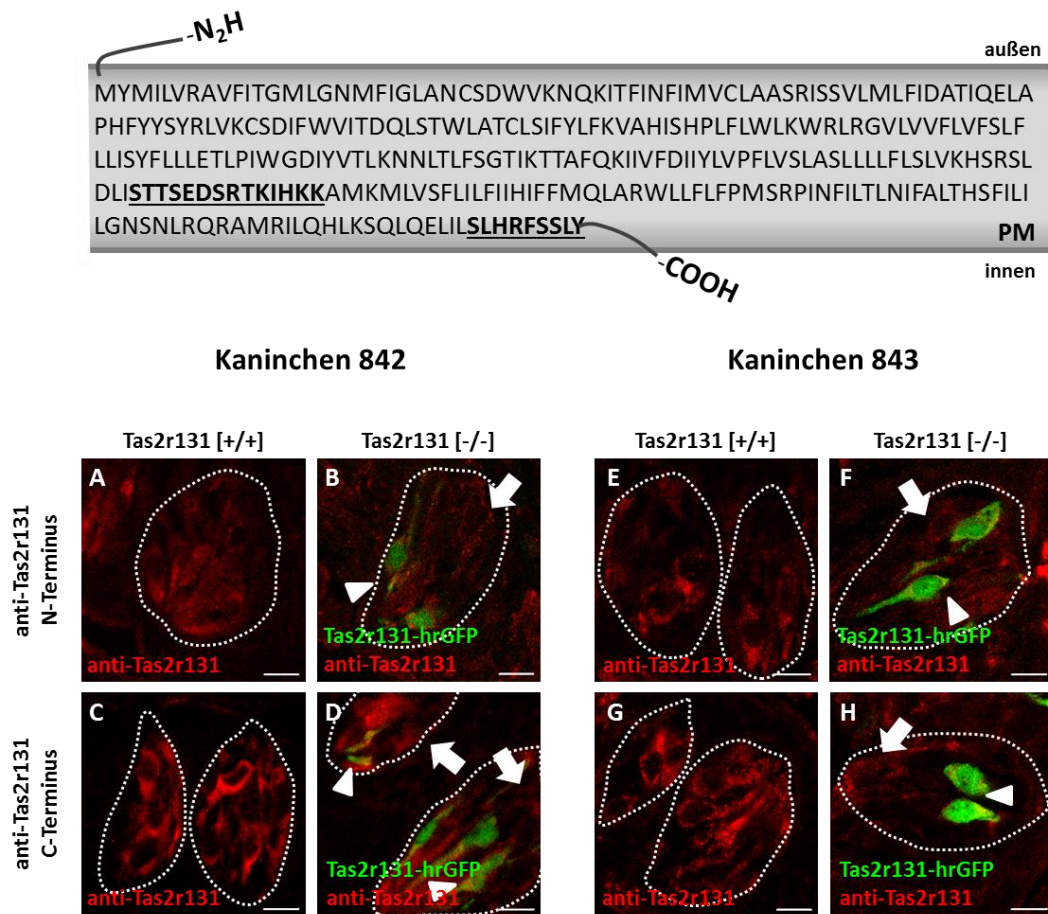 -N₂H
außen
MYMILVRAVFITGMLGNMFIGLANCSDWVKNQKITFINFIMVCLAASRISSVLMLFIDATIQELA
PHFYYSYRLVKCSDIFWVITDQLSTWLATCLSIFYLFKVAHISHPLFLWLKWRLRGVLVVFLVFSLF
LLISYFLLLETLPIWGDIYVTLKNNLTLFSGTIKTTAFQKIIVFDIIYLVPFLVSLASLLLLFLSLVKHSRSL
DLISTTSEDSRTKIHKKAMKMLVSFLILFIIHIFFMQLARWLLFLFPMSRPINFILTLNIFALTHSFILI
LGNSNLRQRAMRILQHLKSQLQELILSLHRFSSLY
PM
-COOH
innen
Kaninchen 842
Kaninchen 843
Tas2r131 [+/+]
Tas2r131 [-/-]
Tas2r131 [+/+]
Tas2r131 [-/-]
anti-Tas2r131
N-Terminus
A
anti-Tas2r131
B
Tas2r131-hrGFP
anti-Tas2r131
E
anti-Tas2r131
F
Tas2r131-hrGFP
anti-Tas2r131
anti-Tas2r131
C-Terminus
C
anti-Tas2r131
D
Tas2r131-hrGFP
anti-Tas2r131
G
anti-Tas2r131
H
Tas2r131-hrGFP
anti-Tas2r131